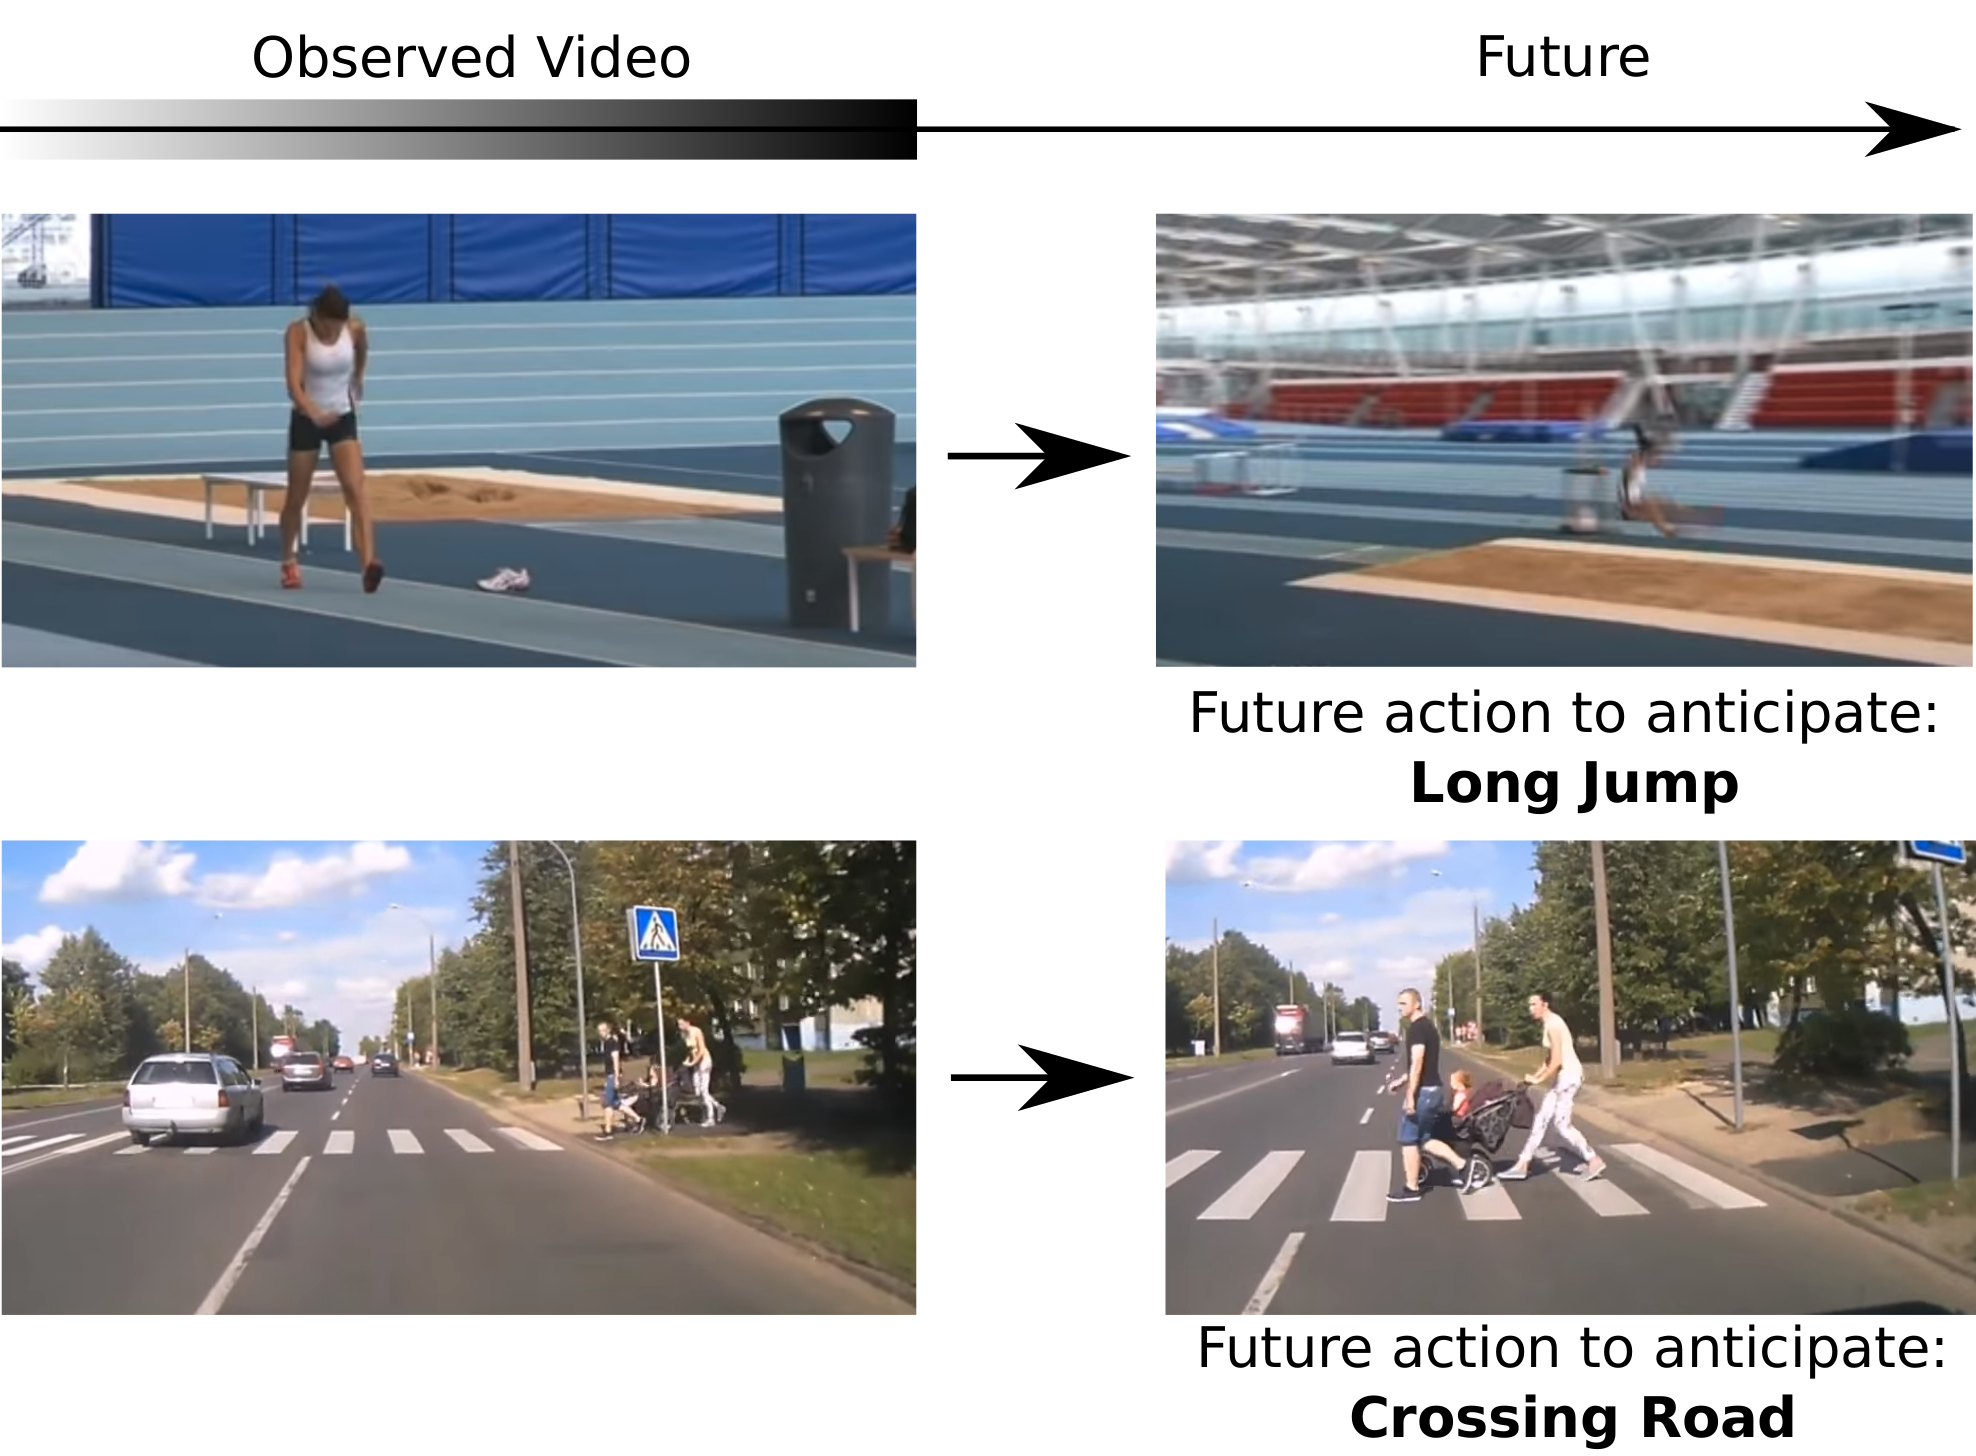 Observed Video
Future
Future action to anticipate:
Long Jump
Future action to anticipate:
Crossing Road